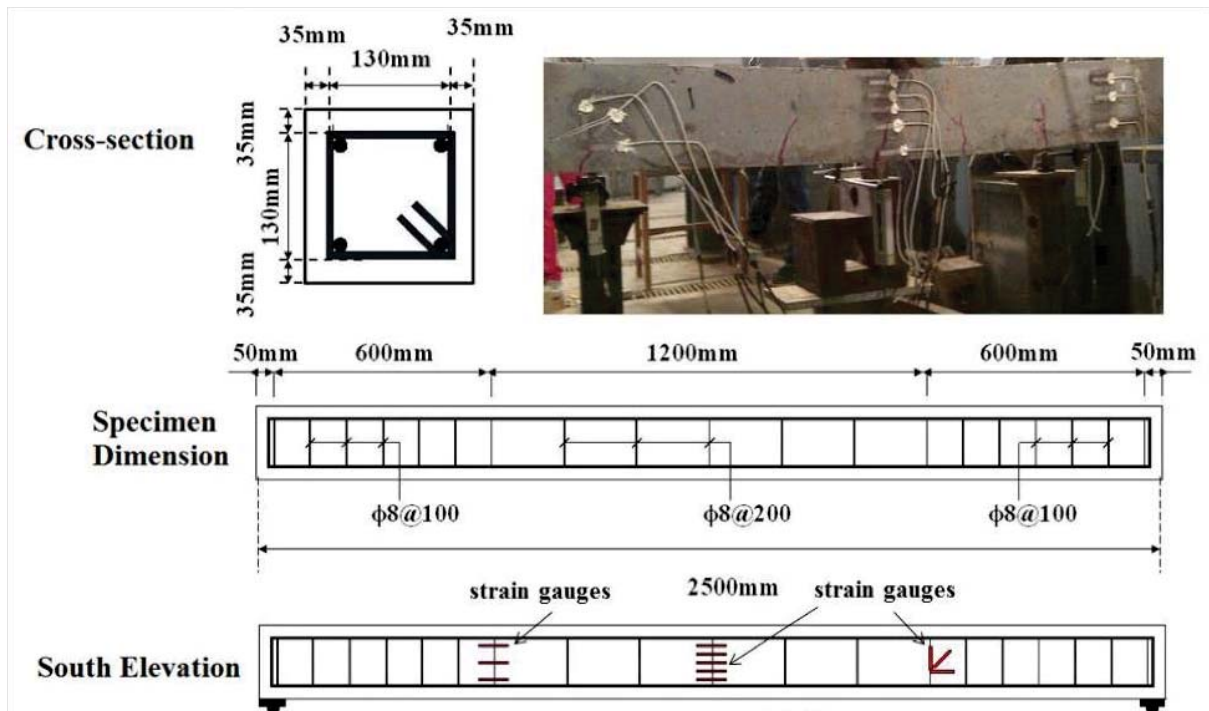 35mm
35mm
130mm
Cross-section
35mm
130mm
35mm
50mm
600mm
1200mm
600mm
50mm
Specimen
Dimension
ϕ8@100
ϕ8@200
ϕ8@100
2500mm
strain gauges
strain gauges
South Elevation